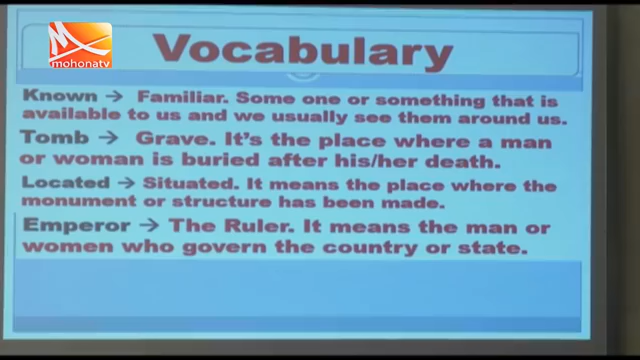 mohonatv
Vocabulary
Known → Familiar. Some one or something that is
available to us and we usually see them around us.
Tomb → Grave. It's the place where a man
or woman is buried after his/her death.
Located → Situated. It means the place where the
monument or structure has been made.
Emperor → The Ruler. It means the man or
women who govern the country or state.